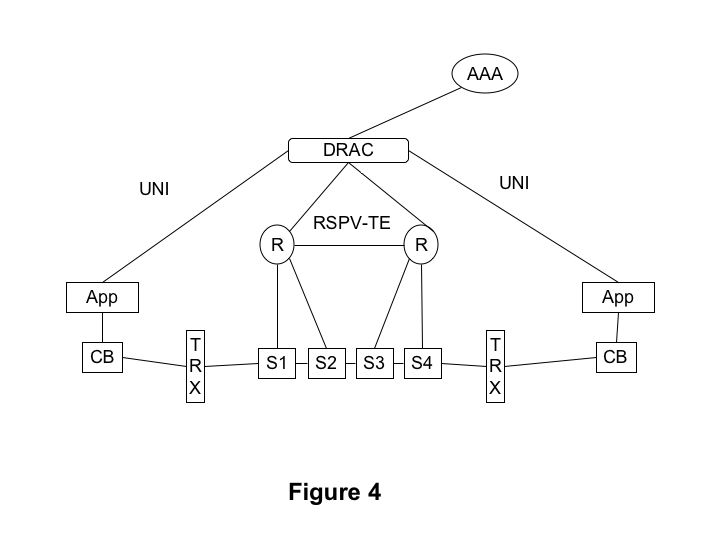 AAA
DRAC
UNI
UNI
RSPV-TE
R
R
App
App
CB
T
R
X
S1
S2
S3
S4
T
R
X
CB
Figure 4